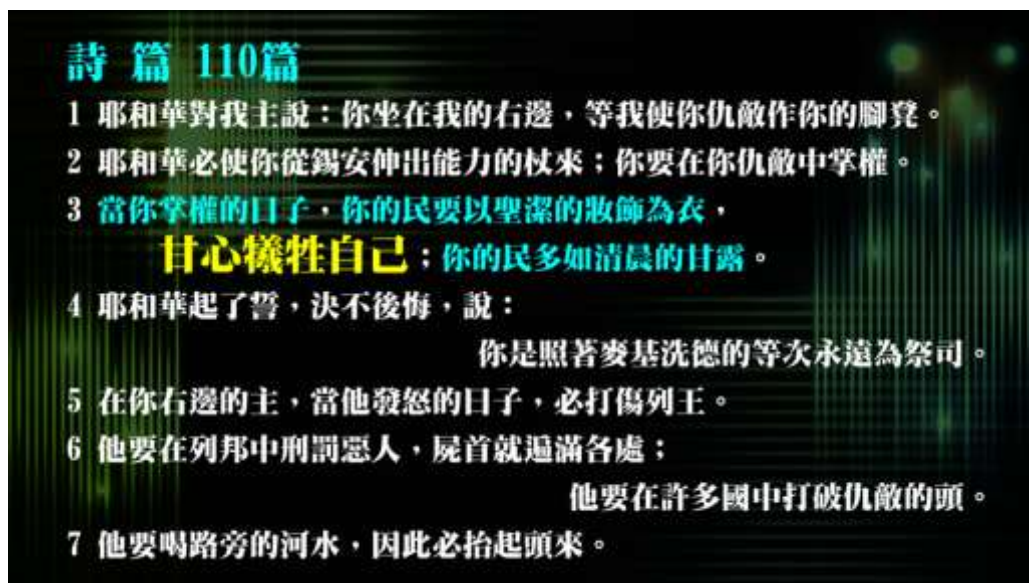 詩 篇 110篇
1 耶和華對我主說：你坐在我的右邊，等我使你仇敵作你的腳凳。
2 耶和華必使你從錫安伸出能力的杖來；你要在你仇敵中掌權。
3 當你掌權的日子，你的民要以聖潔的妝飾為衣，
甘心犧牲自己；你的民多如清晨的甘露。
4 耶和華起了誓，決不後悔，說：
你是照著麥基洗德的等次永遠為祭司。
5 在你右邊的主，當他發怒的日子，必打傷列王。
6 他要在列邦中刑罰惡人，屍首就遍滿各處；
他要在許多國中打破仇敵的頭。
7 他要喝路旁的河水，因此必抬起頭來。